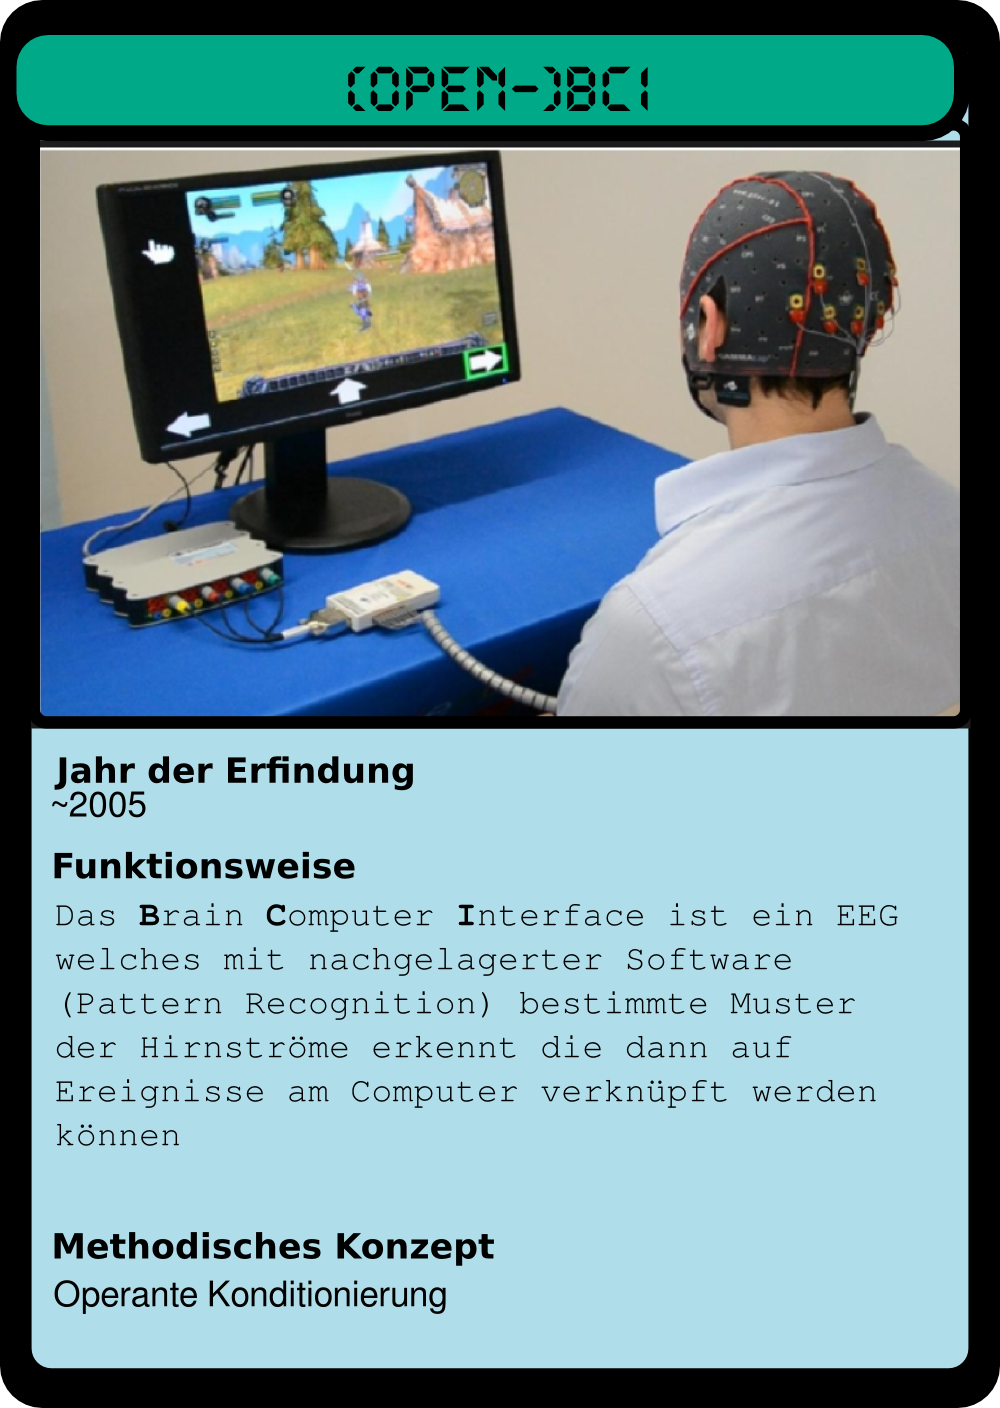 (OPEN-)BCI
Jahr der Erfindung
~2005
Funktionsweise
Das Brain Computer Interface ist ein EEG
welches mit nachgelagerter Software
(Pattern Recognition) bestimmte Muster
der Hirnströme erkennt die dann auf
Ereignisse am Computer verknüpft werden
können
Methodisches Konzept
Operante Konditionierung